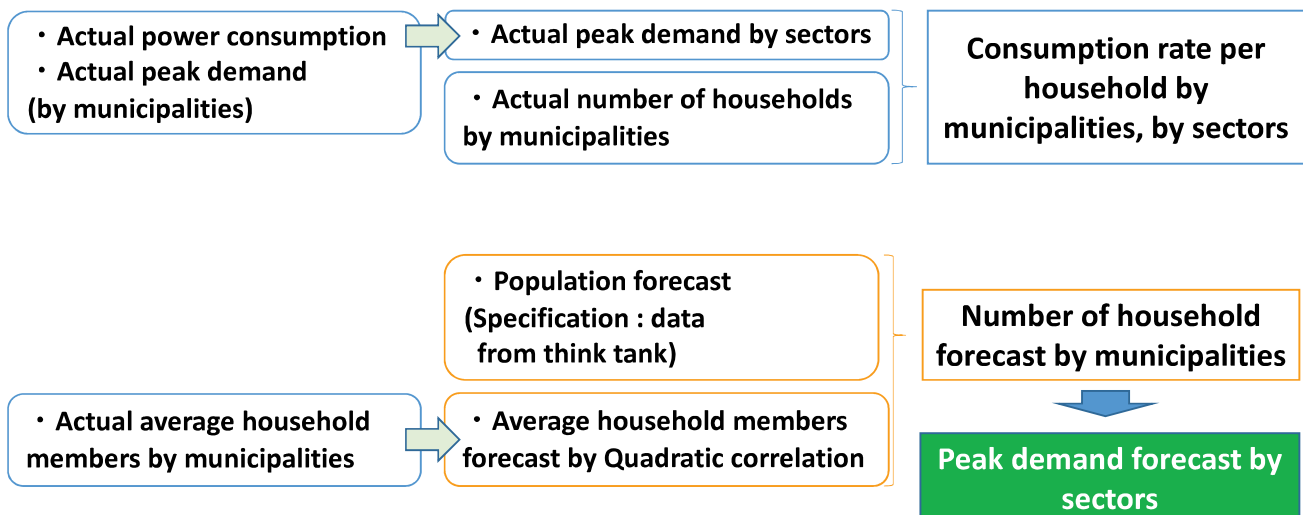 ・Actual power consumption
・Actual peak demand
(by municipalities)
・Actual peak demand by sectors
・Actual number of households
by municipalities
Consumption rate per
household by
municipalities, by sectors
・Population forecast
(Specification : data
from think tank)
・Actual average household
members by municipalities
・Average household members
forecast by Quadratic correlation
Number of household
forecast by municipalities
Peak demand forecast by
sectors